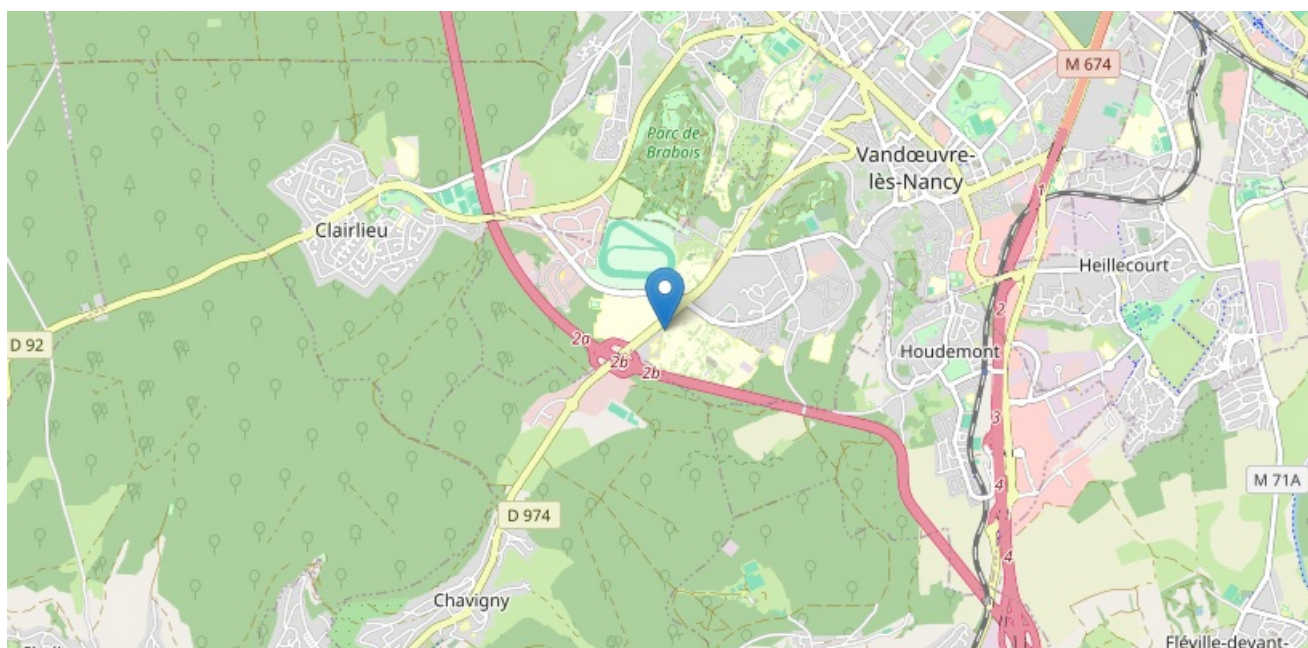 M 674
Parc de
Brabois
Vandœuvre-
lès-Nancy
1
Clairlieu
Heillecourt
2
D 92
2a
2b
2b
Houdemont
3
4
M 71A
D 974
4
Chavigny
Fléville-devant-